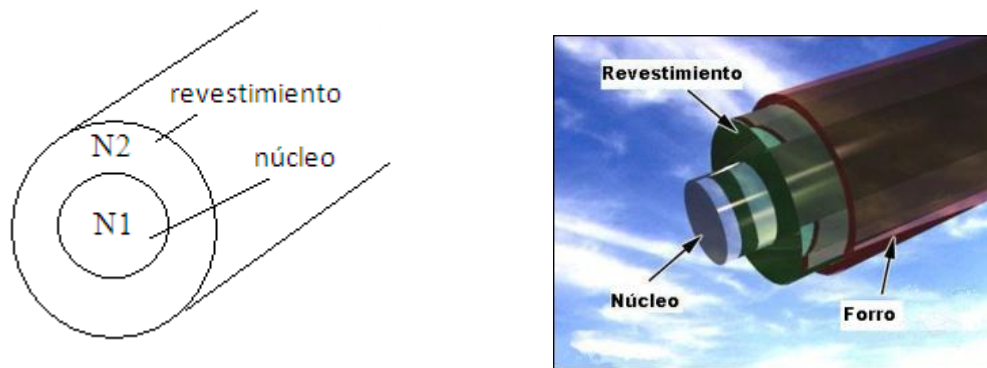 revestimiento
N2
núcleo
N1
Revestimiento
Núcleo
Forro